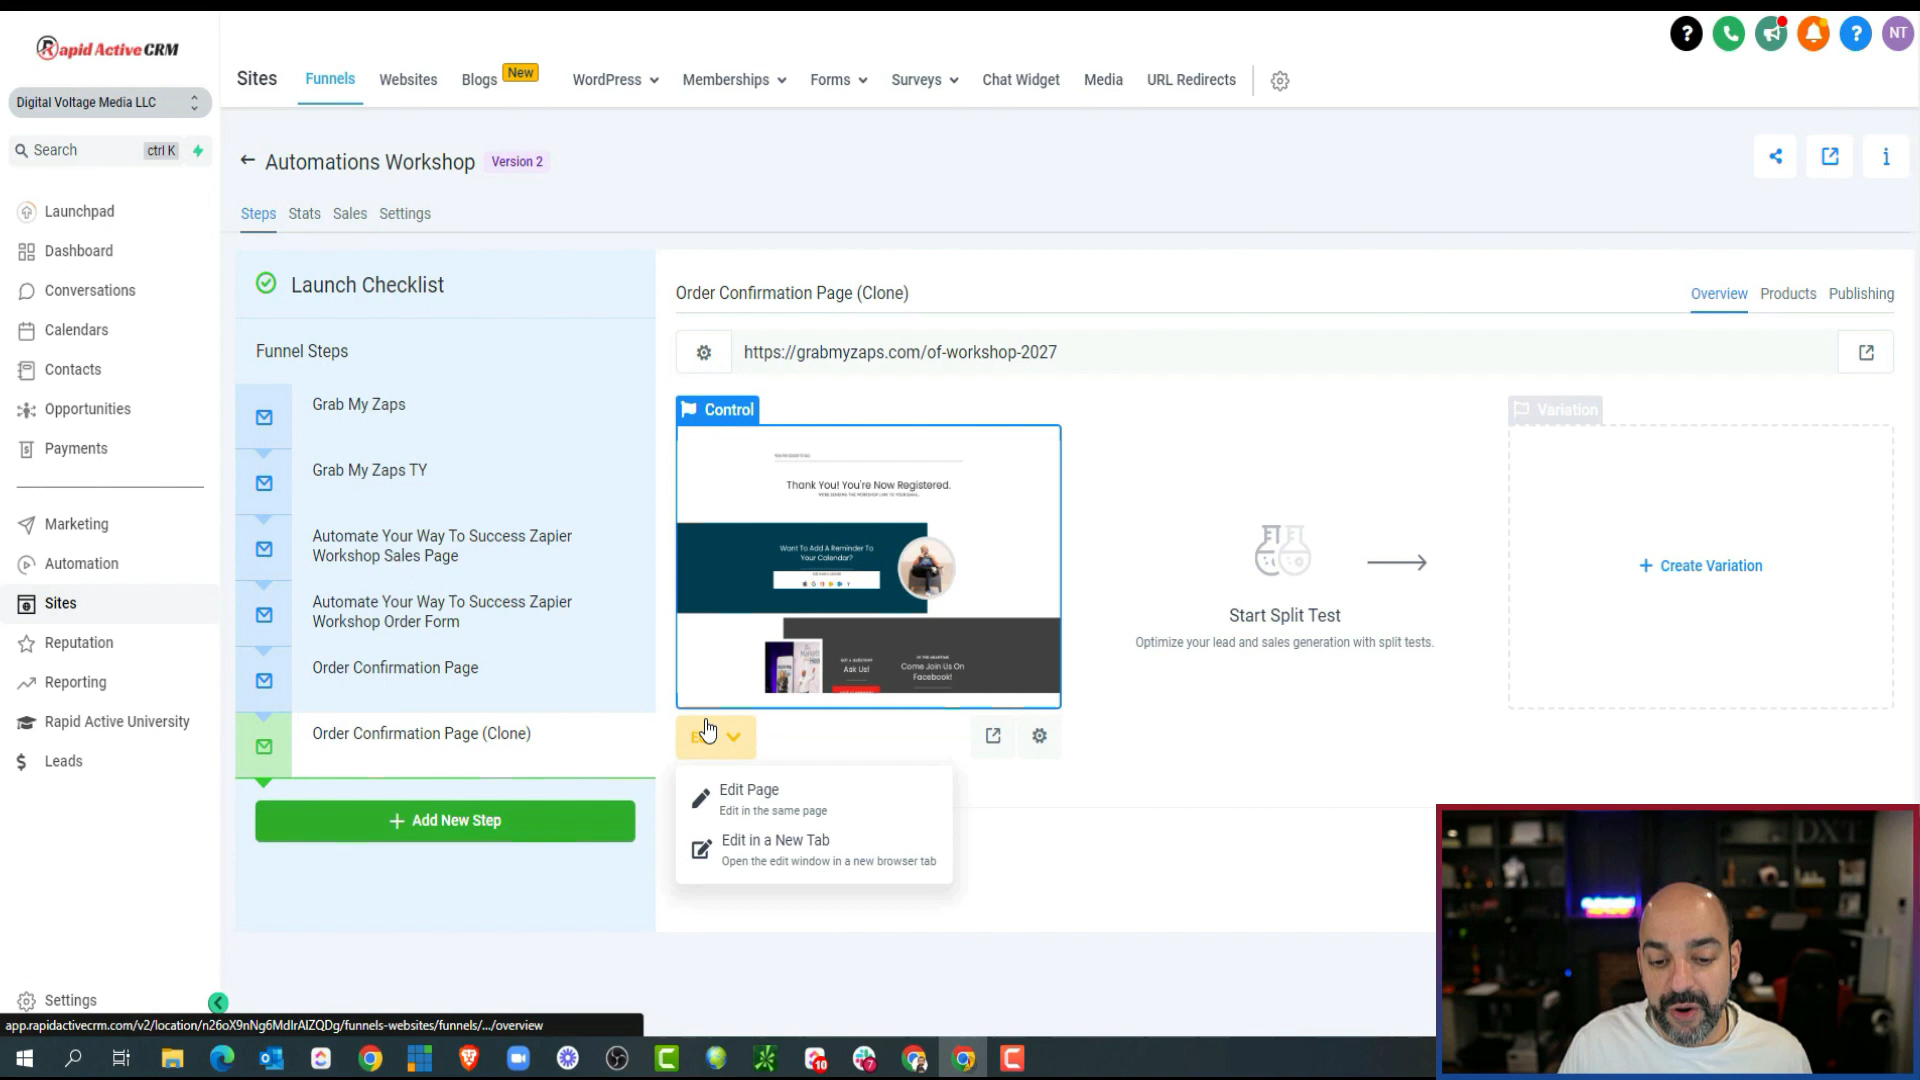 Rapid Active CRM
Digital Voltage Media LLC
Search ctrl K
Launchpad
Dashboard
Conversations
Calendars
Contacts
Opportunities
Payments
Marketing
Automation
Sites
Reputation
Reporting
Rapid Active University
Leads
Settings
Sites Funnels Websites Blogs New WordPress Memberships Forms Surveys Chat Widget Media URL Redirects
NT
Automations Workshop Version 2
Steps Stats Sales Settings
Launch Checklist
Funnel Steps
Grab My Zaps
Grab My Zaps TY
Automate Your Way To Success Zapier
Workshop Sales Page
Automate Your Way To Success Zapier
Workshop Order Form
Order Confirmation Page
Order Confirmation Page (Clone)
+ Add New Step
Order Confirmation Page (Clone)
Overview Products Publishing
https://grabmyzaps.com/of-workshop-2027
Control
Thank You! You're Now Registered.
Want To Add A Reminder To
Your Calendar?
Ask Us!
Come Join Us On
Facebook!
Edit Page
Edit in the same page
Edit in a New Tab
Open the edit window in a new browser tab
Start Split Test
Optimize your lead and sales generation with split tests.
Variation
+ Create Variation
DXT
app.rapidactivecrm.com/v2/location/n26oX9nNg6MdIrAIZQDg/funnels-websites/funnels/.../overview
10
7